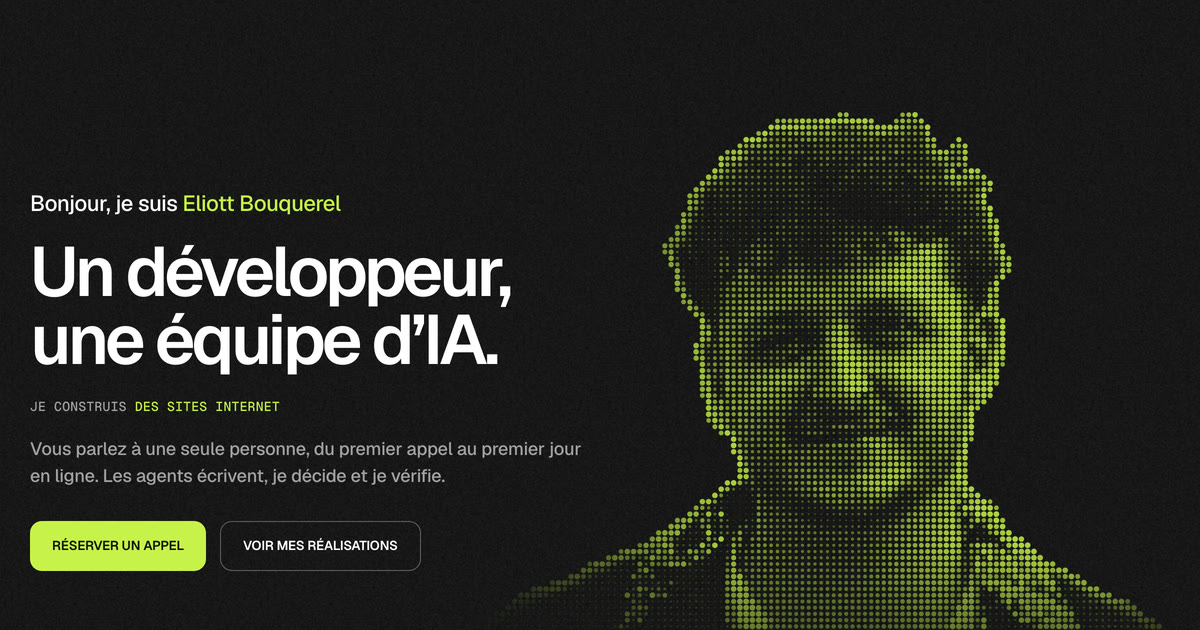 Bonjour, je suis Eliott Bouquerel
Un développeur,
une équipe d’IA.
JE CONSTRUIS DES SITES INTERNET
Vous parlez à une seule personne, du premier appel au premier jour
en ligne. Les agents écrivent, je décide et je vérifie.
RÉSERVER UN APPEL
VOIR MES RÉALISATIONS